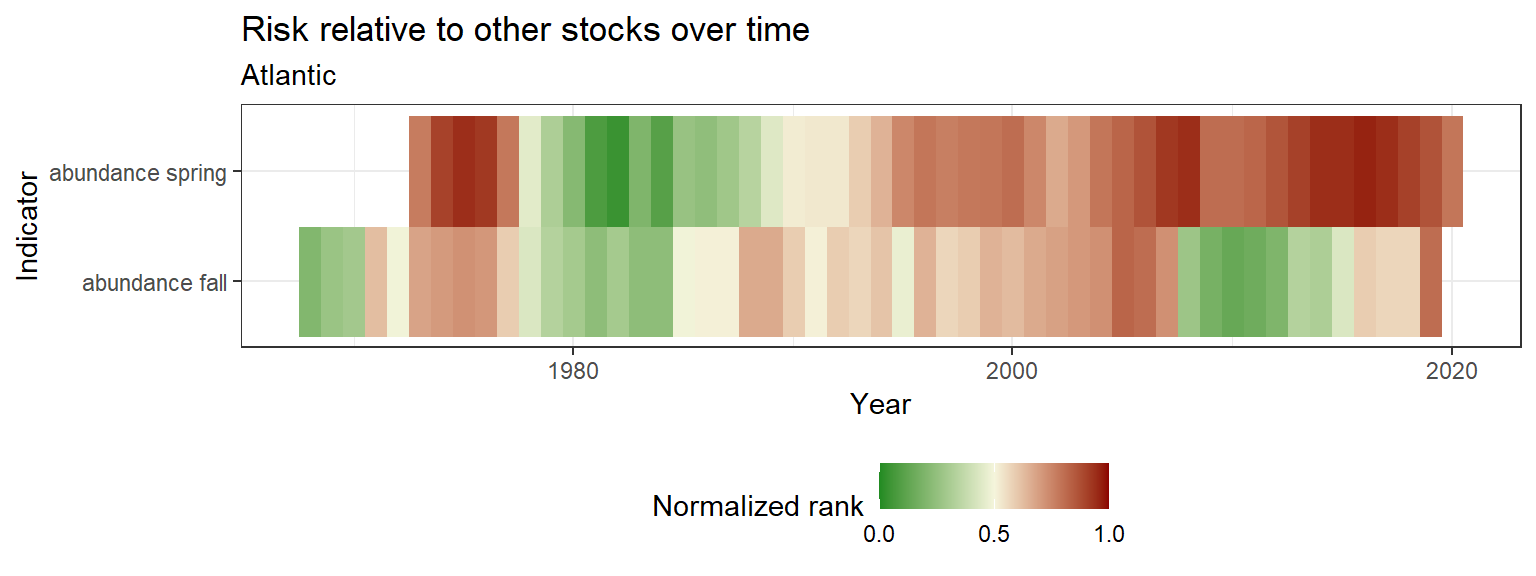 Risk relative to other stocks over time
Atlantic
Indicator
abundance spring
abundance fall
1980 2000 2020
Year
Normalized rank
0.0 0.5 1.0